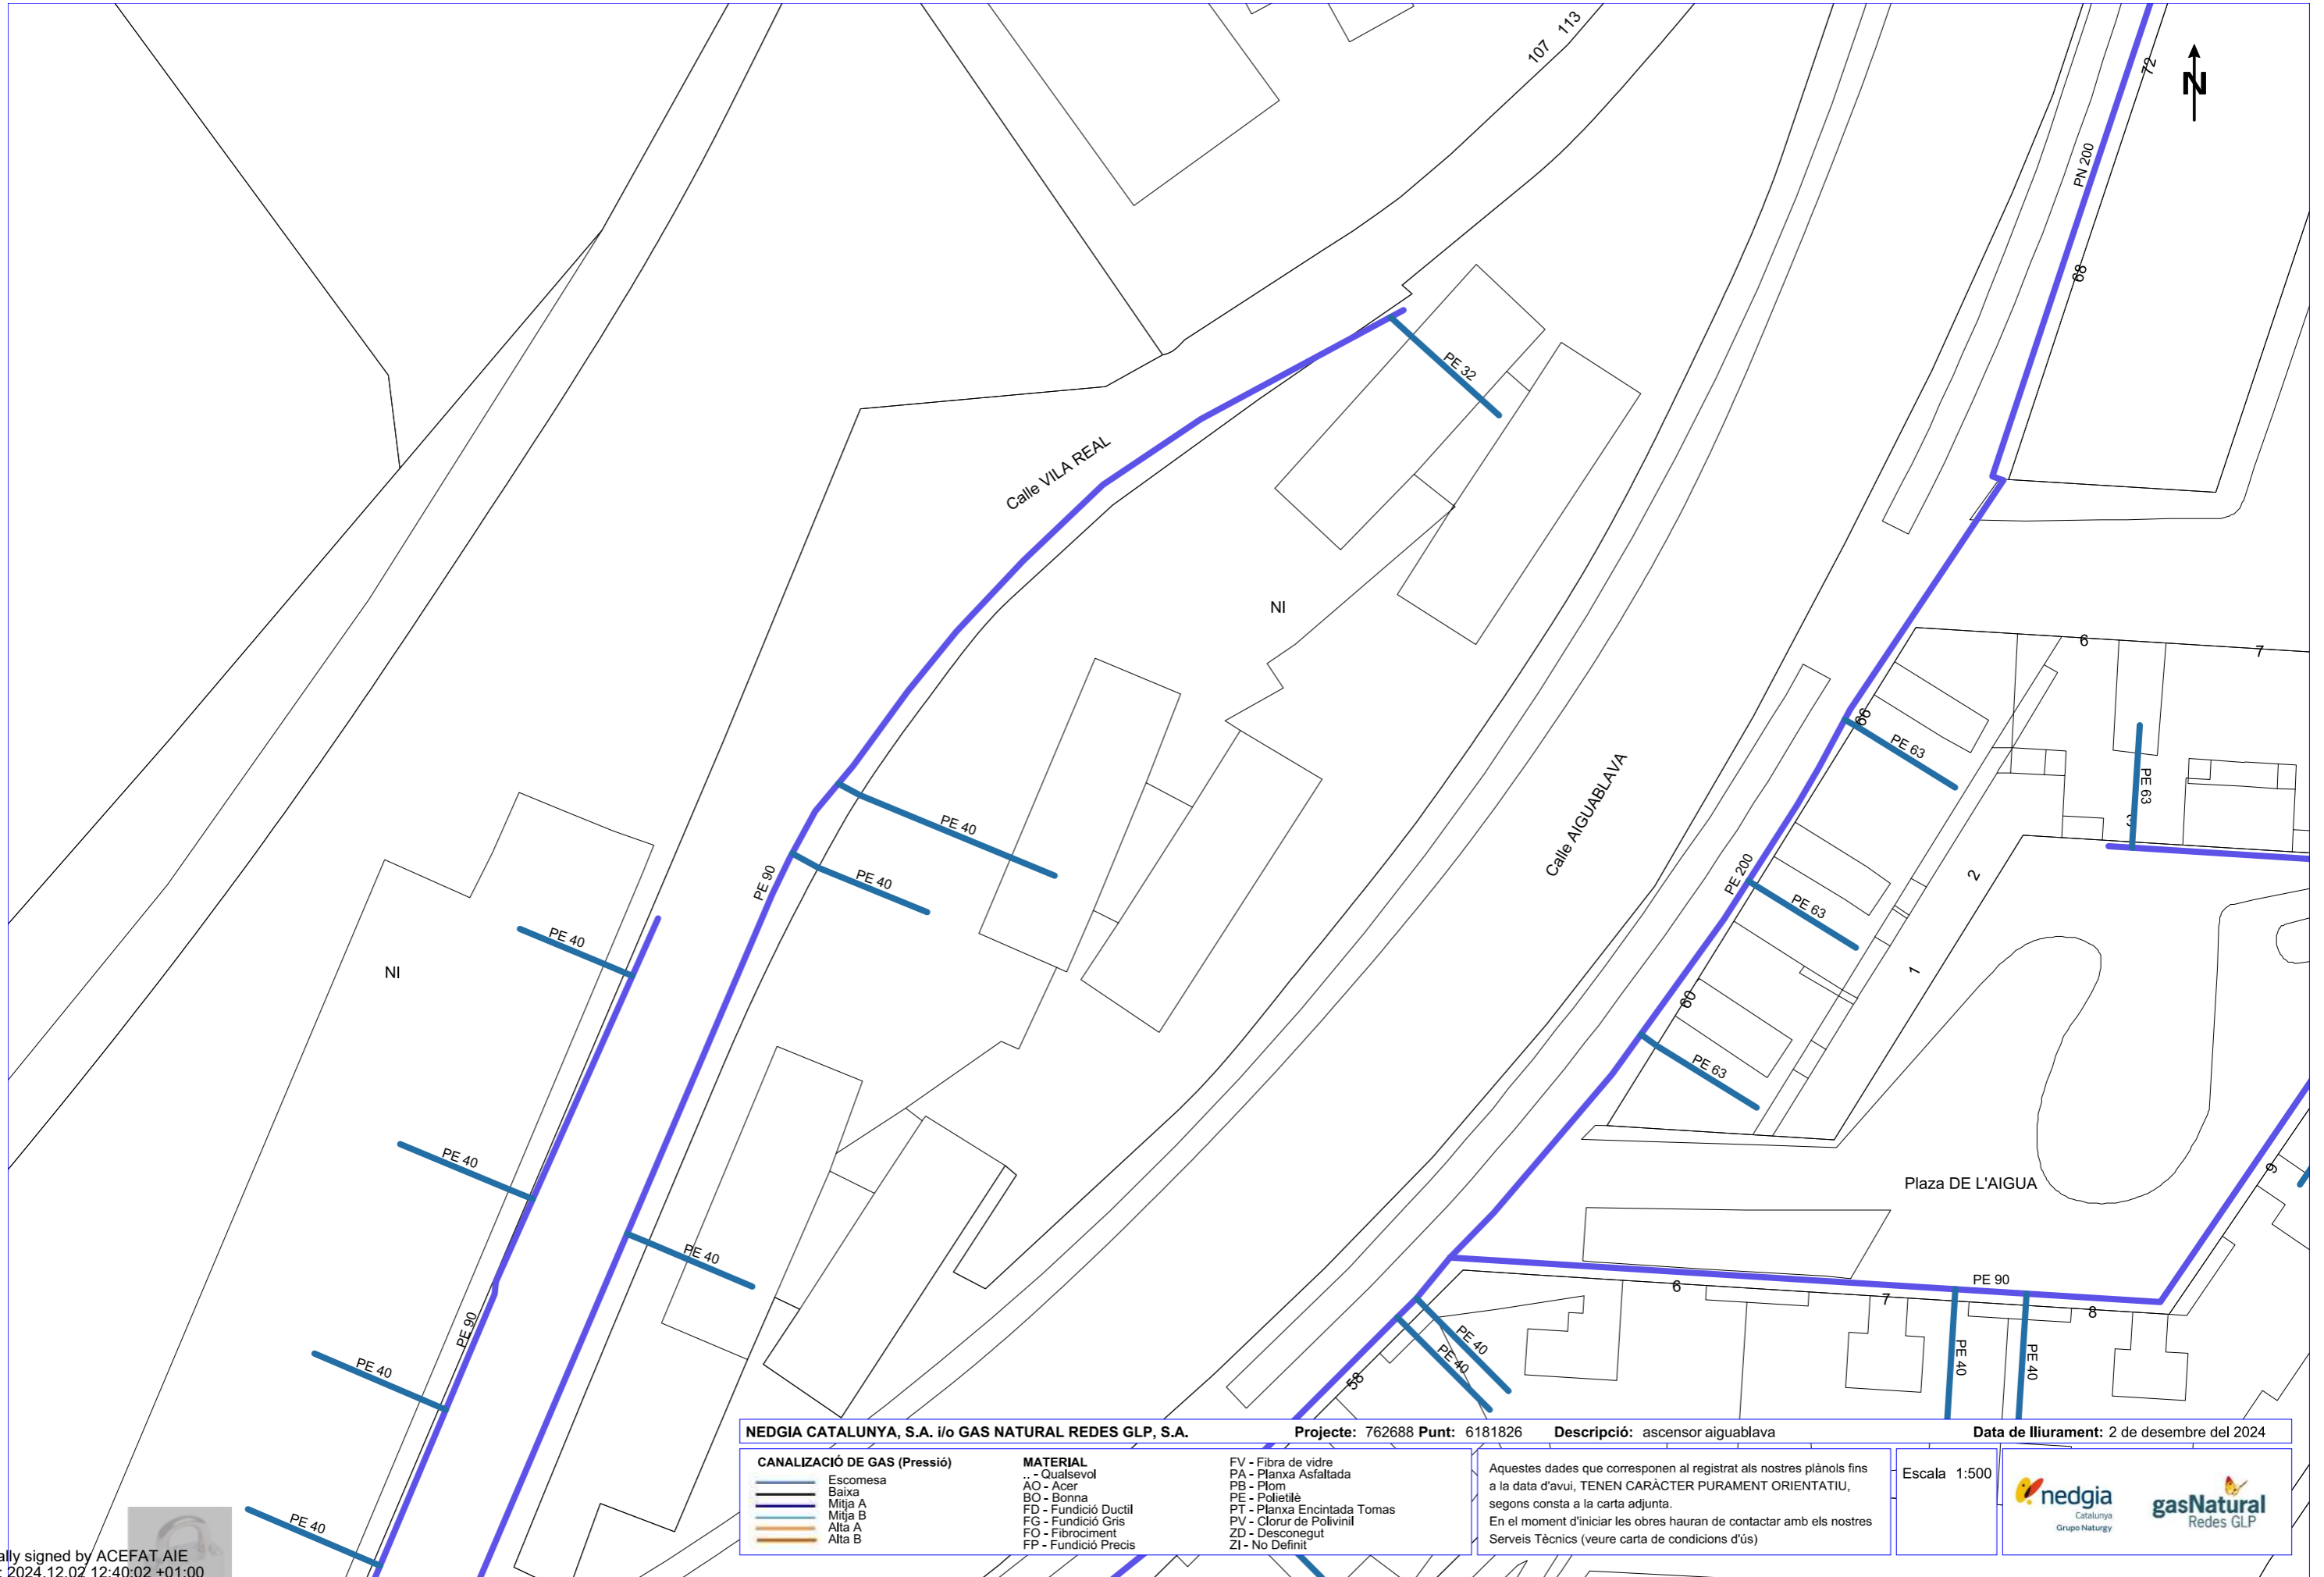 107 113
72
N
PN 200
68
PE 32
Calle VILA REAL
NI
6
7
66
PE 63
PE 63
3
Calle AIGUABLAVA
PE 40
PE 40
PE 90
PE 200
PE 63
2
1
PE 40
NI
60
PE 63
PE 40
Plaza DE L'AIGUA
9
PE 40
PE 90
6
7
8
PE 90
PE 40
PE 40
PE 40
PE 40
PE 40
58
PE 40
NEDGIA CATALUNYA, S.A. i/o GAS NATURAL REDES GLP, S.A. Projecte: 762688 Punt: 6181826 Descripció: ascensor aiguablava Data de lliurament: 2 de desembre del 2024
CANALIZACIÓ DE GAS (Pressió)
Escomesa
Baixa
Mitja A
Mitja B
Alta A
Alta B
MATERIAL
.. - Qualsevol
AO - Acer
BO - Bonna
FD - Fundició Ductil
FG - Fundició Gris
FO - Fibrociment
FP - Fundició Precis
FV - Fibra de vidre
PA - Planxa Asfaltada
PB - Plom
PE - Polietilè
PT - Planxa Encintada Tomas
PV - Clorur de Polivinil
ZD - Desconegut
ZI - No Definit
Aquestes dades que corresponen al registrat als nostres plànols fins
a la data d'avui, TENEN CARÀCTER PURAMENT ORIENTATIU,
segons consta a la carta adjunta.
En el moment d'iniciar les obres hauran de contactar amb els nostres
Serveis Tècnics (veure carta de condicions d'ús)
Escala 1:500
nedgia
Catalunya
Grupo Naturgy
gasNatural
Redes GLP
ally signed by ACEFAT AIE
: 2024.12.02 12:40:02 +01:00